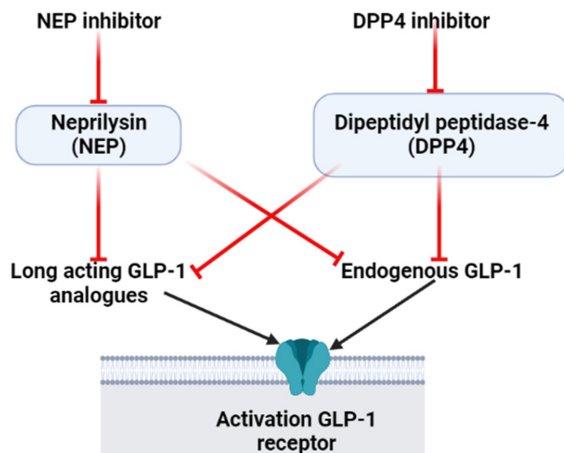 NEP inhibitor
DPP4 inhibitor
Neprilysin
(NEP)
Dipeptidyl peptidase-4
(DPP4)
Long acting GLP-1
analogues
Endogenous GLP-1
Activation GLP-1
receptor